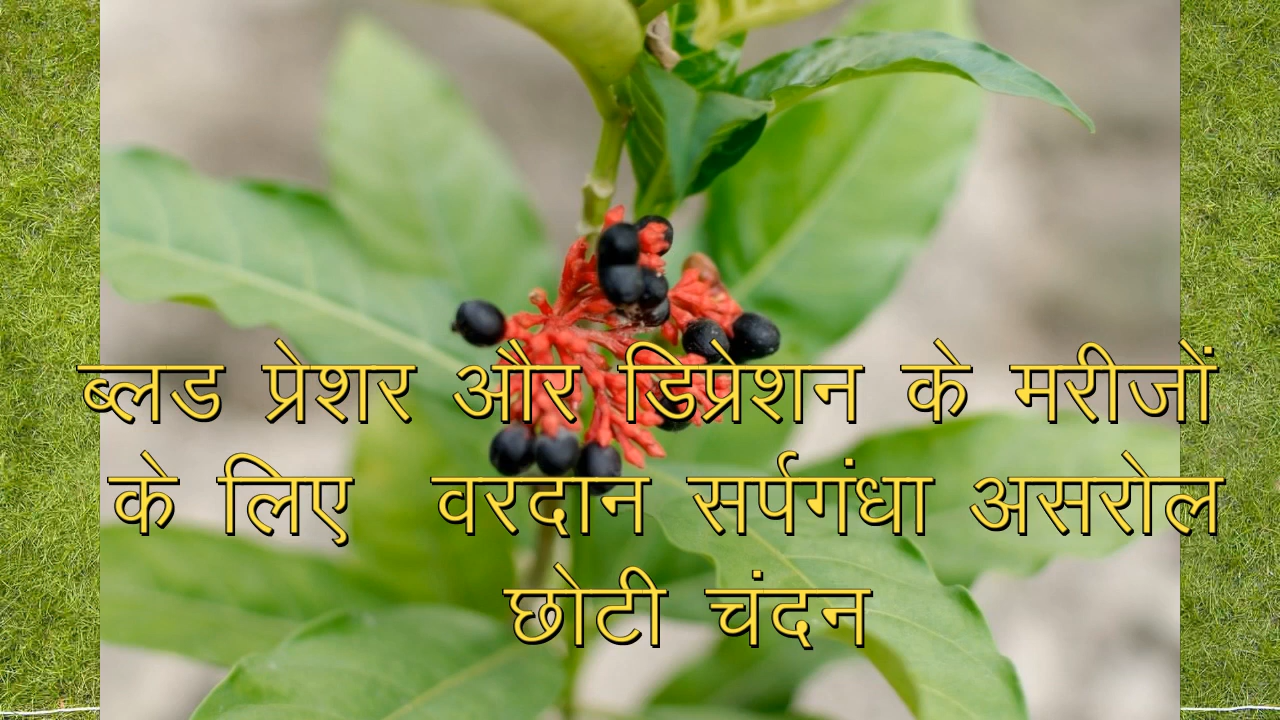 ब्लड प्रेशर और डिप्रेशन के मरीजों
के लिए वरदान सर्पगंधा असरोल
छोटी चंदन